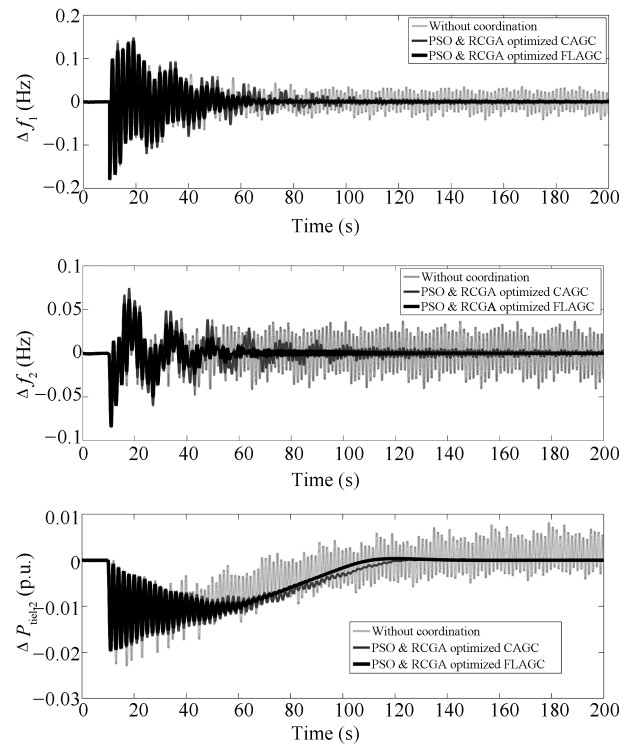 0.2
0.1
0
−0.1
−0.2
Δ f1 (Hz)
Without coordination
PSO & RCGA optimized CAGC
PSO & RCGA optimized FLAGC
0 20 40 60 80 100 120 140 160 180 200
Time (s)
0.1
0.05
0
−0.05
−0.1
Δ f2 (Hz)
Without coordination
PSO & RCGA optimized CAGC
PSO & RCGA optimized FLAGC
0 20 40 60 80 100 120 140 160 180 200
Time (s)
0.01
0
−0.01
−0.02
−0.03
Δ Ptie1-2 (p.u.)
Without coordination
PSO & RCGA optimized CAGC
PSO & RCGA optimized FLAGC
0 20 40 60 80 100 120 140 160 180 200
Time (s)